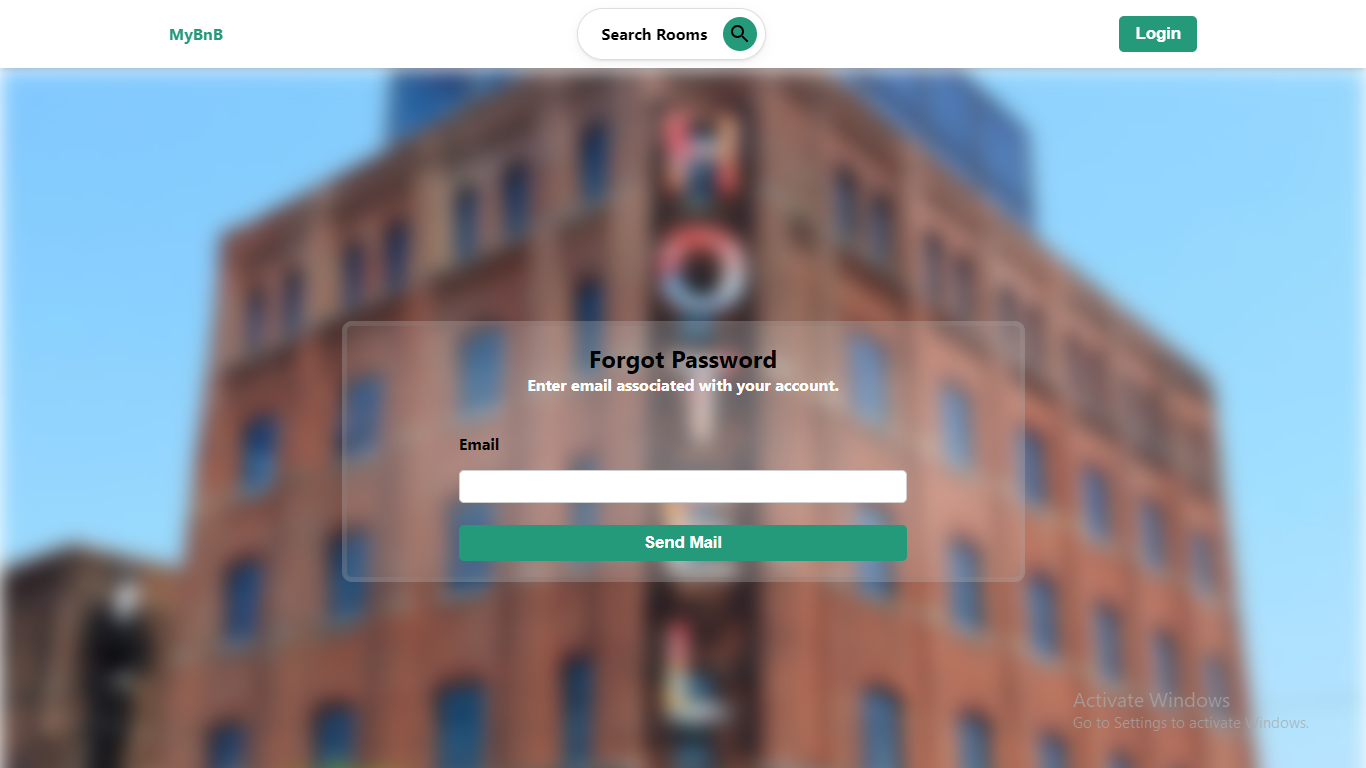 MyBnB
Search Rooms
Login
HOTEL
Forgot Password
Enter email associated with your account.
Email
Send Mail
Activate Windows
Go to Settings to activate Windows.